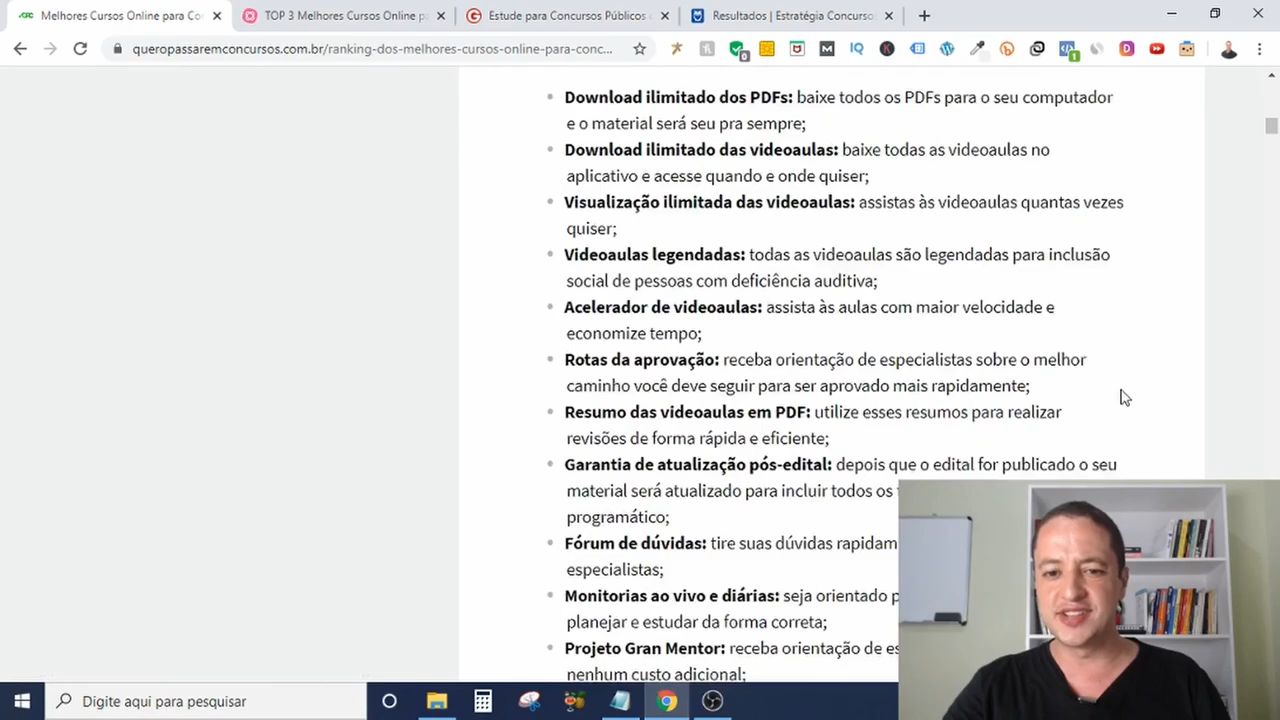 Melhores Cursos Online para Co
TOP 3 Melhores Cursos Online p
Estude para Concursos Públicos e
Resultados | Estratégia Concurso
queropassaremconcursos.com.br/ranking-dos-melhores-cursos-online-para-conc...
Download ilimitado dos PDFs: baixe todos os PDFs para o seu computador
e o material será seu pra sempre;
Download ilimitado das videoaulas: baixe todas as videoaulas no
aplicativo e acesse quando e onde quiser;
Visualização ilimitada das videoaulas: assistas às videoaulas quantas vezes
quiser;
Videoaulas legendadas: todas as videoaulas são legendadas para inclusão
social de pessoas com deficiência auditiva;
Acelerador de videoaulas: assista às aulas com maior velocidade e
economize tempo;
Rotas da aprovação: receba orientação de especialistas sobre o melhor
caminho você deve seguir para ser aprovado mais rapidamente;
Resumo das videoaulas em PDF: utilize esses resumos para realizar
revisões de forma rápida e eficiente;
Garantia de atualização pós-edital: depois que o edital for publicado o seu
material será atualizado para incluir todos os
programático;
Fórum de dúvidas: tire suas dúvidas rapidam
especialistas;
Monitorias ao vivo e diárias: seja orientado p
planejar e estudar da forma correta;
Projeto Gran Mentor: receba orientação de es
nenhum custo adicional;
Digite aqui para pesquisar